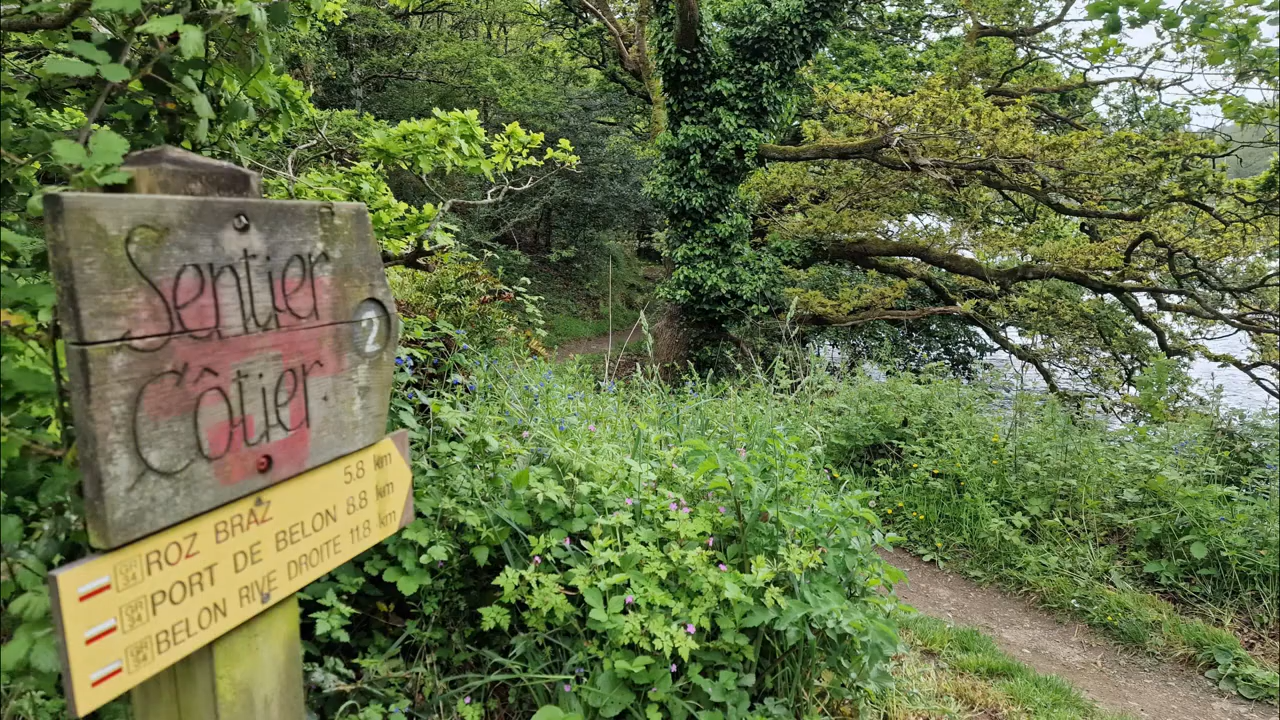 Sentier
2
Côtier
GR 34 ROZ BRAZ 5.8 km
GR 34 PORT DE BELON 8.8 km
GR 34 BELON RIVE DROITE 11.8 km